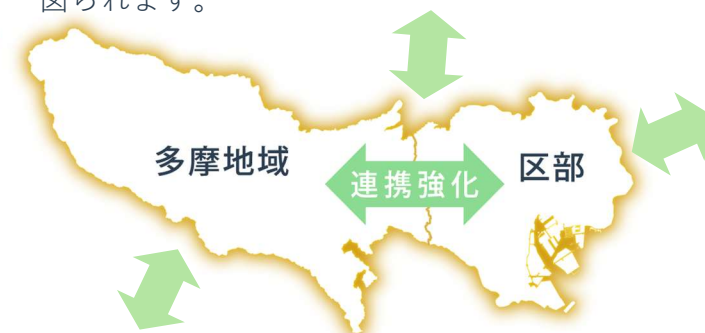 図られます。
多摩地域
連携強化
区部